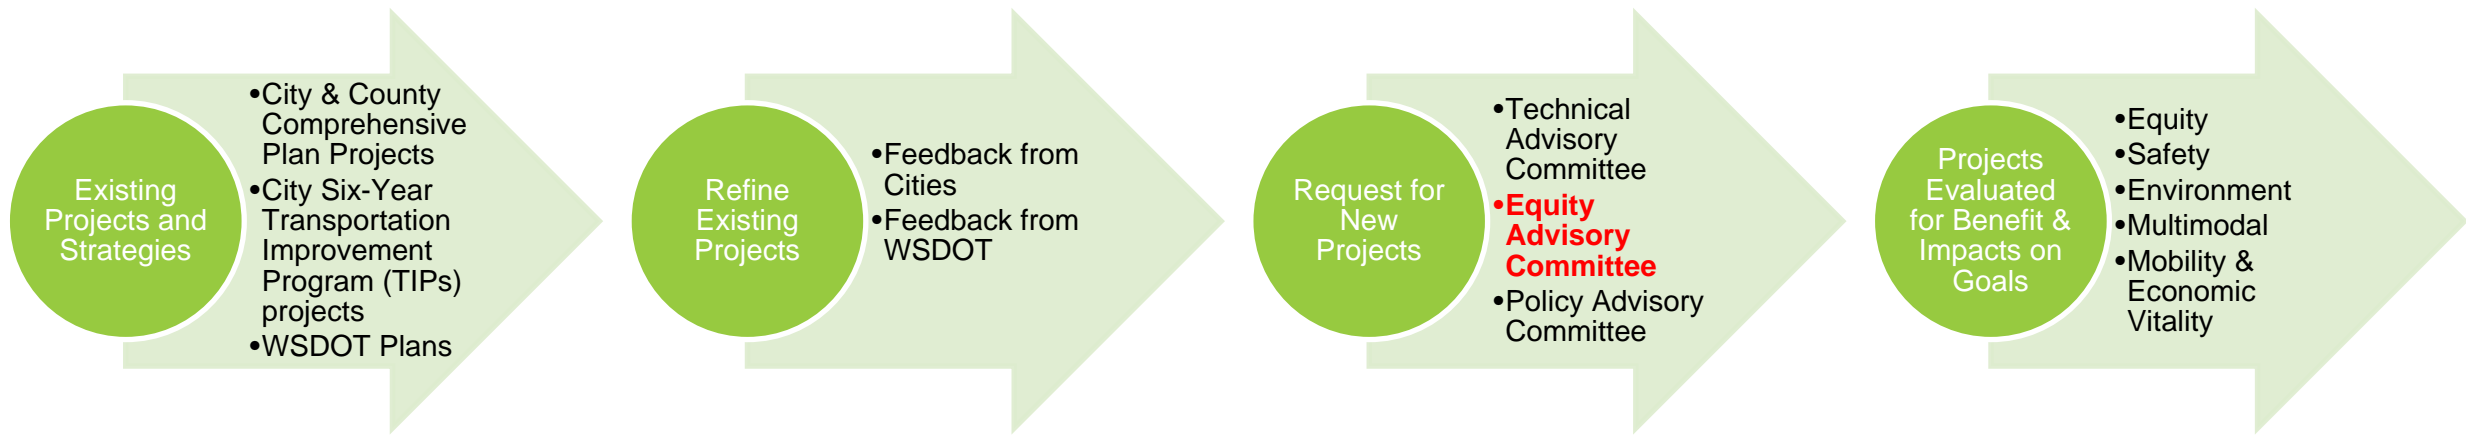 Existing
Projects and
Strategies
•City & County
Comprehensive
Plan Projects
•City Six-Year
Transportation
Improvement
Program (TIPs)
projects
•WSDOT Plans
Refine
Existing
Projects
•Feedback from
Cities
•Feedback from
WSDOT
Request for
New
Projects
•Technical
Advisory
Committee
•Equity
Advisory
Committee
•Policy Advisory
Committee
Projects
Evaluated
for Benefit &
Impacts on
Goals
•Equity
•Safety
•Environment
•Multimodal
•Mobility &
Economic
Vitality